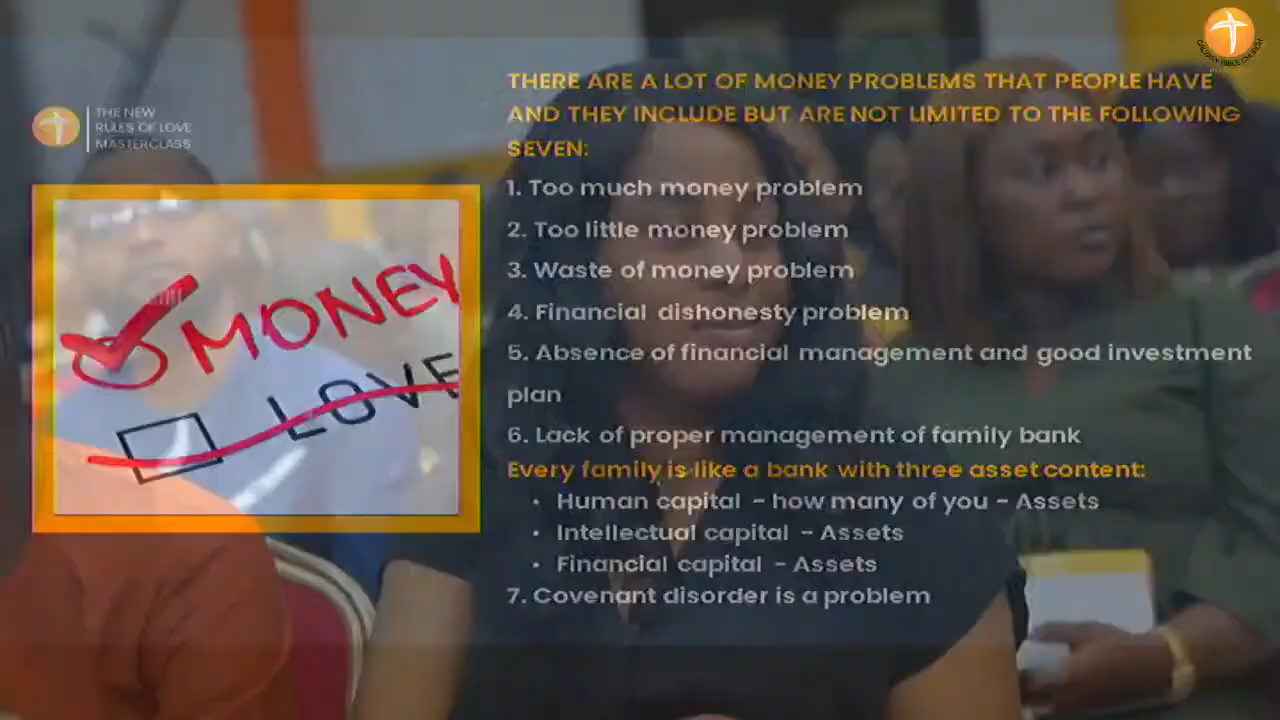 CALVARY BIBLE CHURCH
THE NEW
RULES OF LOVE
MASTERCLASS
MONEY
LOVE
THERE ARE A LOT OF MONEY PROBLEMS THAT PEOPLE HAVE
AND THEY INCLUDE BUT ARE NOT LIMITED TO THE FOLLOWING
SEVEN:
1. Too much money problem
2. Too little money problem
3. Waste of money problem
4. Financial dishonesty problem
5. Absence of financial management and good investment
plan
6. Lack of proper management of family bank
Every family is like a bank with three asset content:
• Human capital - how many of you - Assets
• Intellectual capital - Assets
• Financial capital - Assets
7. Covenant disorder is a problem